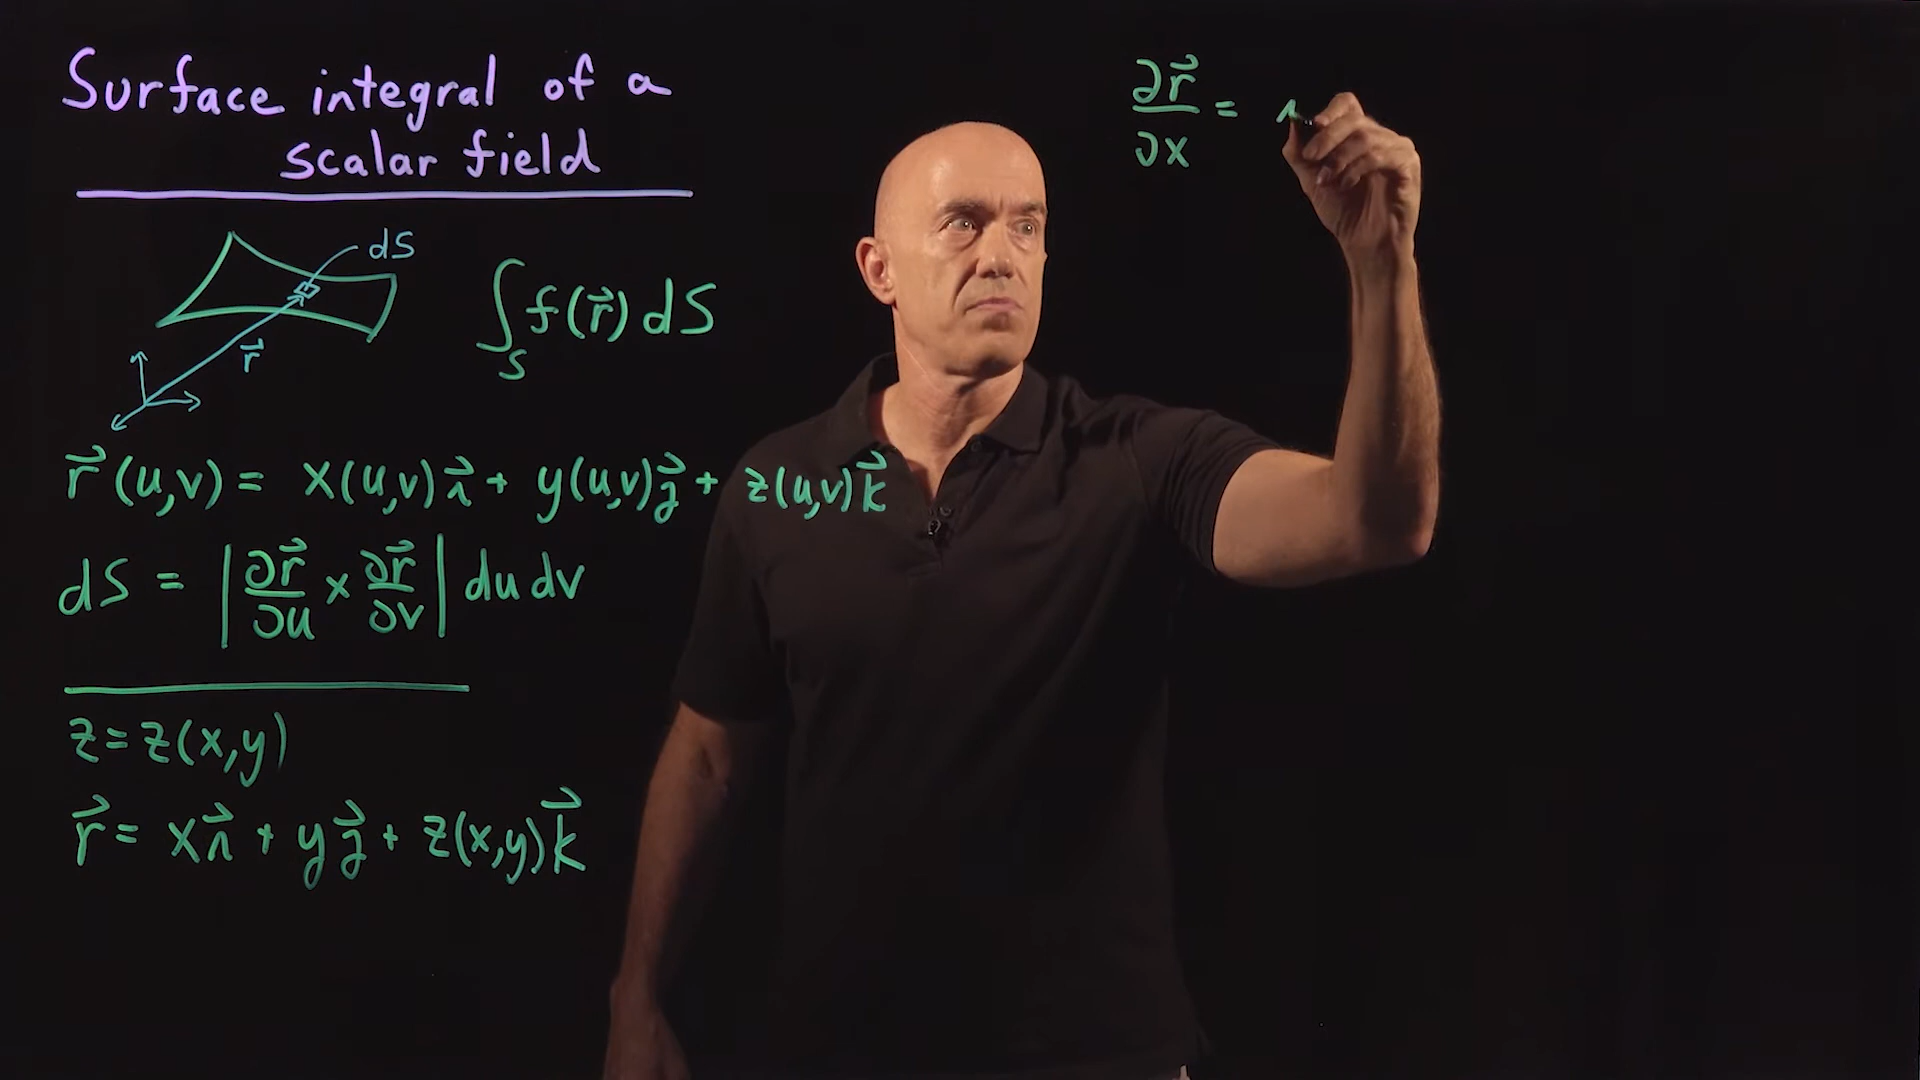 Surface integral of a
scalar field
dS
r⃗
∫_S f(r⃗) dS
r⃗(u,v) = x(u,v)i⃗ + y(u,v)j⃗ + z(u,v)k⃗
dS = |∂r⃗/∂u × ∂r⃗/∂v| du dv
z = z(x,y)
r⃗ = xi⃗ + yj⃗ + z(x,y)k⃗
∂r⃗/∂x =